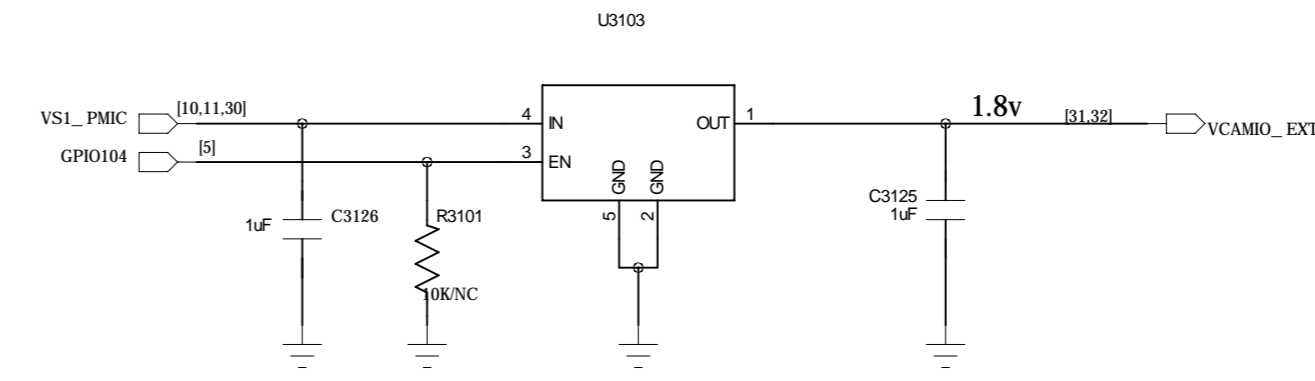 U3103
VS1_ PMIC
[10,11,30]
4
IN
OUT
1
1.8v
[31,32]
VCAMIO_ EXT
GPIO104
[5]
3
EN
GND
GND
5
2
1uF
C3126
R3101
10K/NC
C3125
1uF